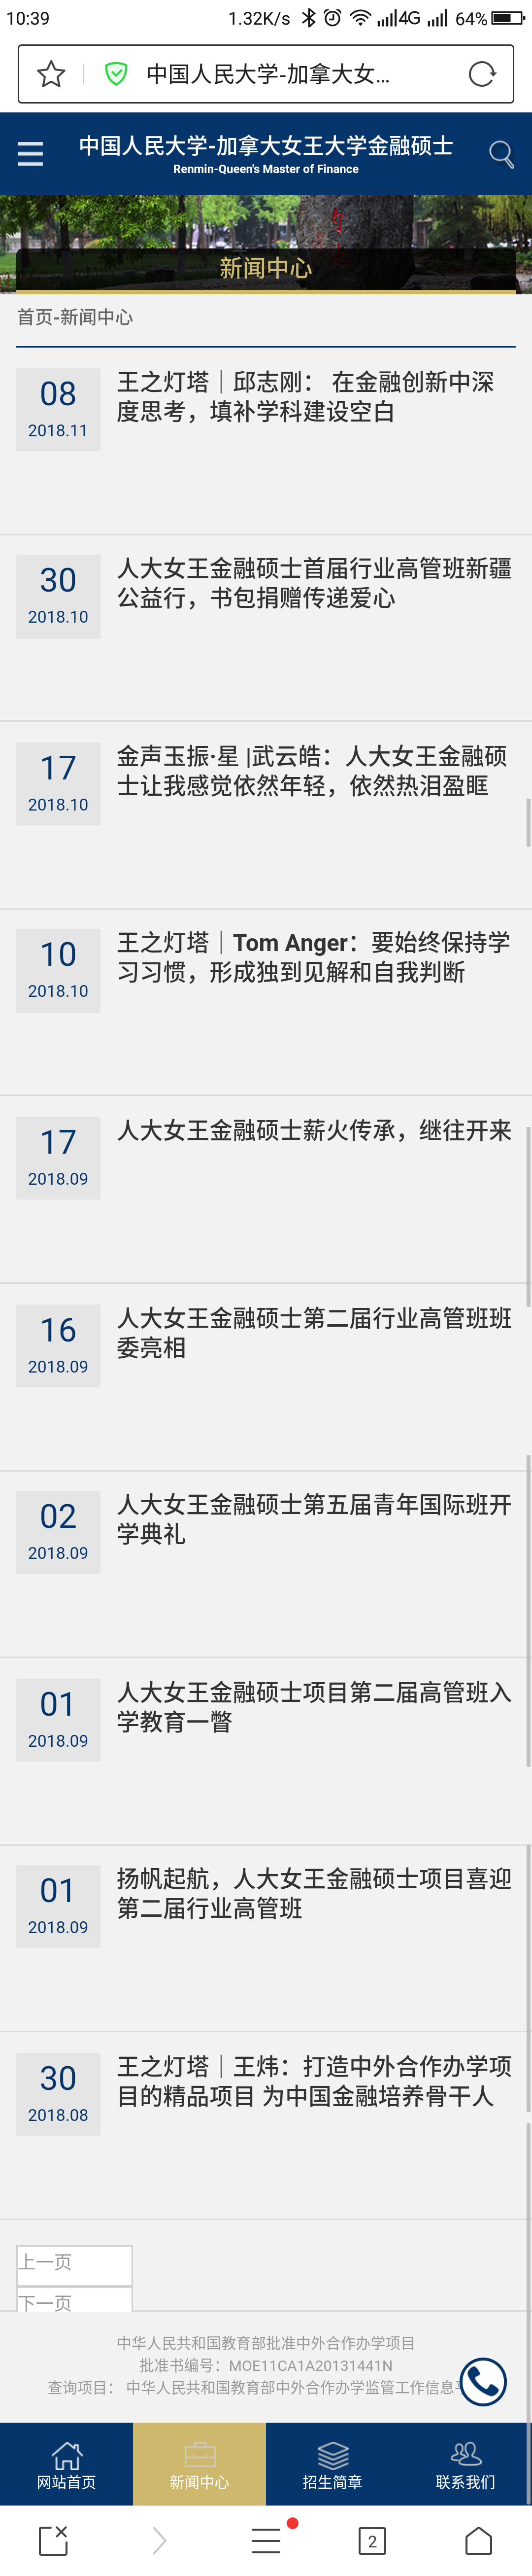 10:39
1.32K/s 4G 64%
中国人民大学-加拿大女...
中国人民大学-加拿大女王大学金融硕士
Renmin-Queen's Master of Finance
新闻中心
首页-新闻中心
08
2018.11
王之灯塔｜邱志刚： 在金融创新中深
度思考，填补学科建设空白
30
2018.10
人大女王金融硕士首届行业高管班新疆
公益行，书包捐赠传递爱心
17
2018.10
金声玉振·星 |武云皓：人大女王金融硕
士让我感觉依然年轻，依然热泪盈眶
10
2018.10
王之灯塔｜Tom Anger：要始终保持学
习习惯，形成独到见解和自我判断
17
2018.09
人大女王金融硕士薪火传承，继往开来
16
2018.09
人大女王金融硕士第二届行业高管班班
委亮相
02
2018.09
人大女王金融硕士第五届青年国际班开
学典礼
01
2018.09
人大女王金融硕士项目第二届高管班入
学教育一瞥
01
2018.09
扬帆起航，人大女王金融硕士项目喜迎
第二届行业高管班
30
2018.08
王之灯塔｜王炜：打造中外合作办学项
目的精品项目 为中国金融培养骨干人
上一页
下一页
中华人民共和国教育部批准中外合作办学项目
批准书编号：MOE11CA1A20131441N
查询项目： 中华人民共和国教育部中外合作办学监管工作信息
网站首页
新闻中心
招生简章
联系我们
2